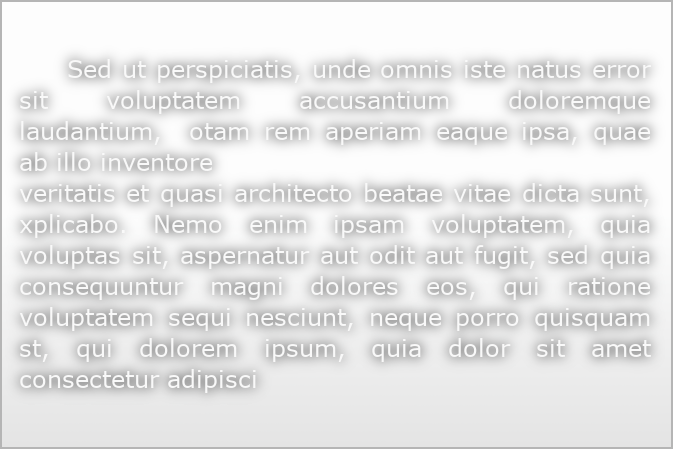 Sed ut perspiciatis, unde omnis iste natus error
sit voluptatem accusantium doloremque
laudantium, otam rem aperiam eaque ipsa, quae
ab illo inventore
veritatis et quasi architecto beatae vitae dicta sunt,
xplicabo. Nemo enim ipsam voluptatem, quia
voluptas sit, aspernatur aut odit aut fugit, sed quia
consequuntur magni dolores eos, qui ratione
voluptatem sequi nesciunt, neque porro quisquam
st, qui dolorem ipsum, quia dolor sit amet
consectetur adipisci